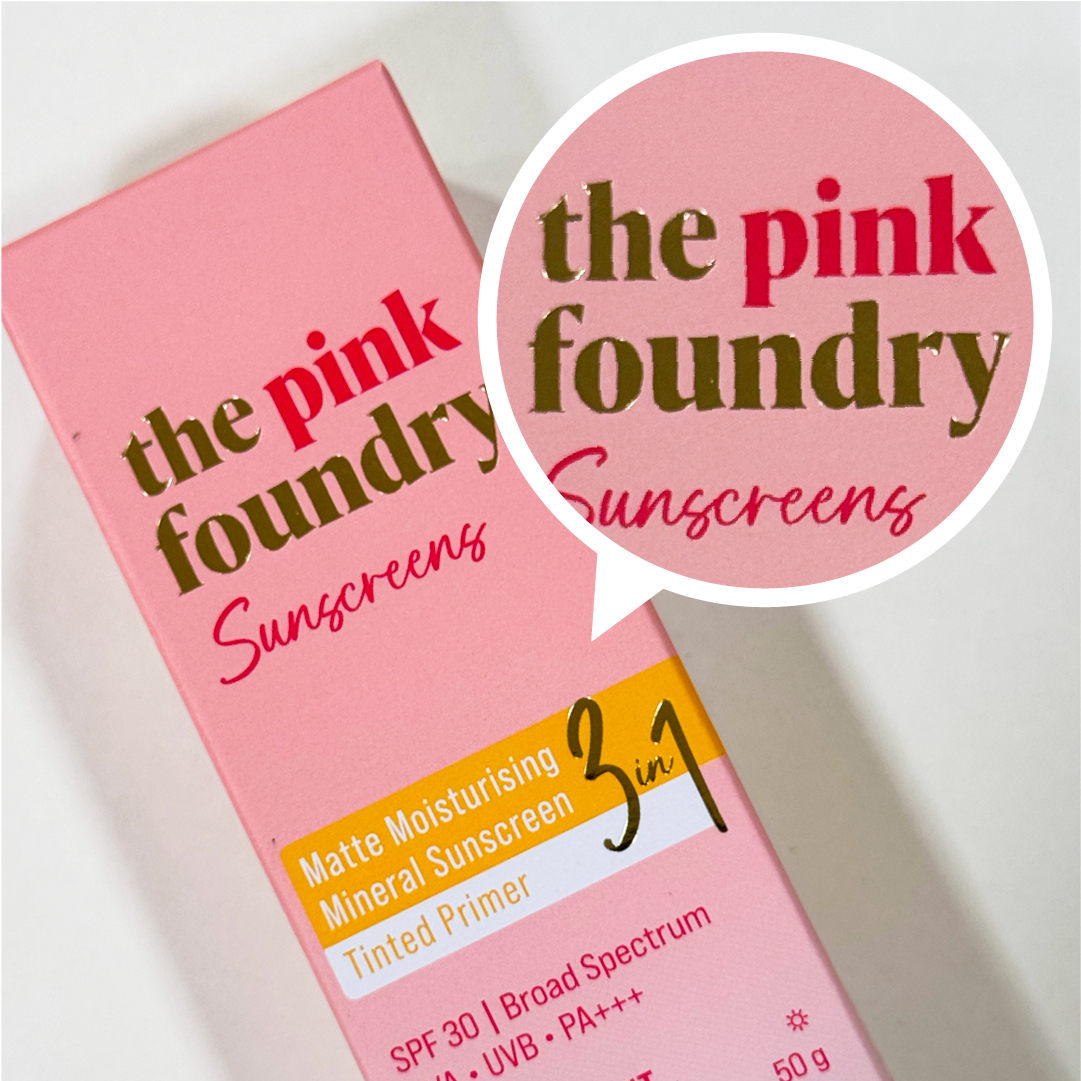 the pink
foundry
Sunscreens
the pink
foundry
Sunscreens
Matte Moisturising
Mineral Sunscreen
3 in 1
Tinted Primer
SPF 30 | Broad Spectrum
• UVB • PA+++
50 g